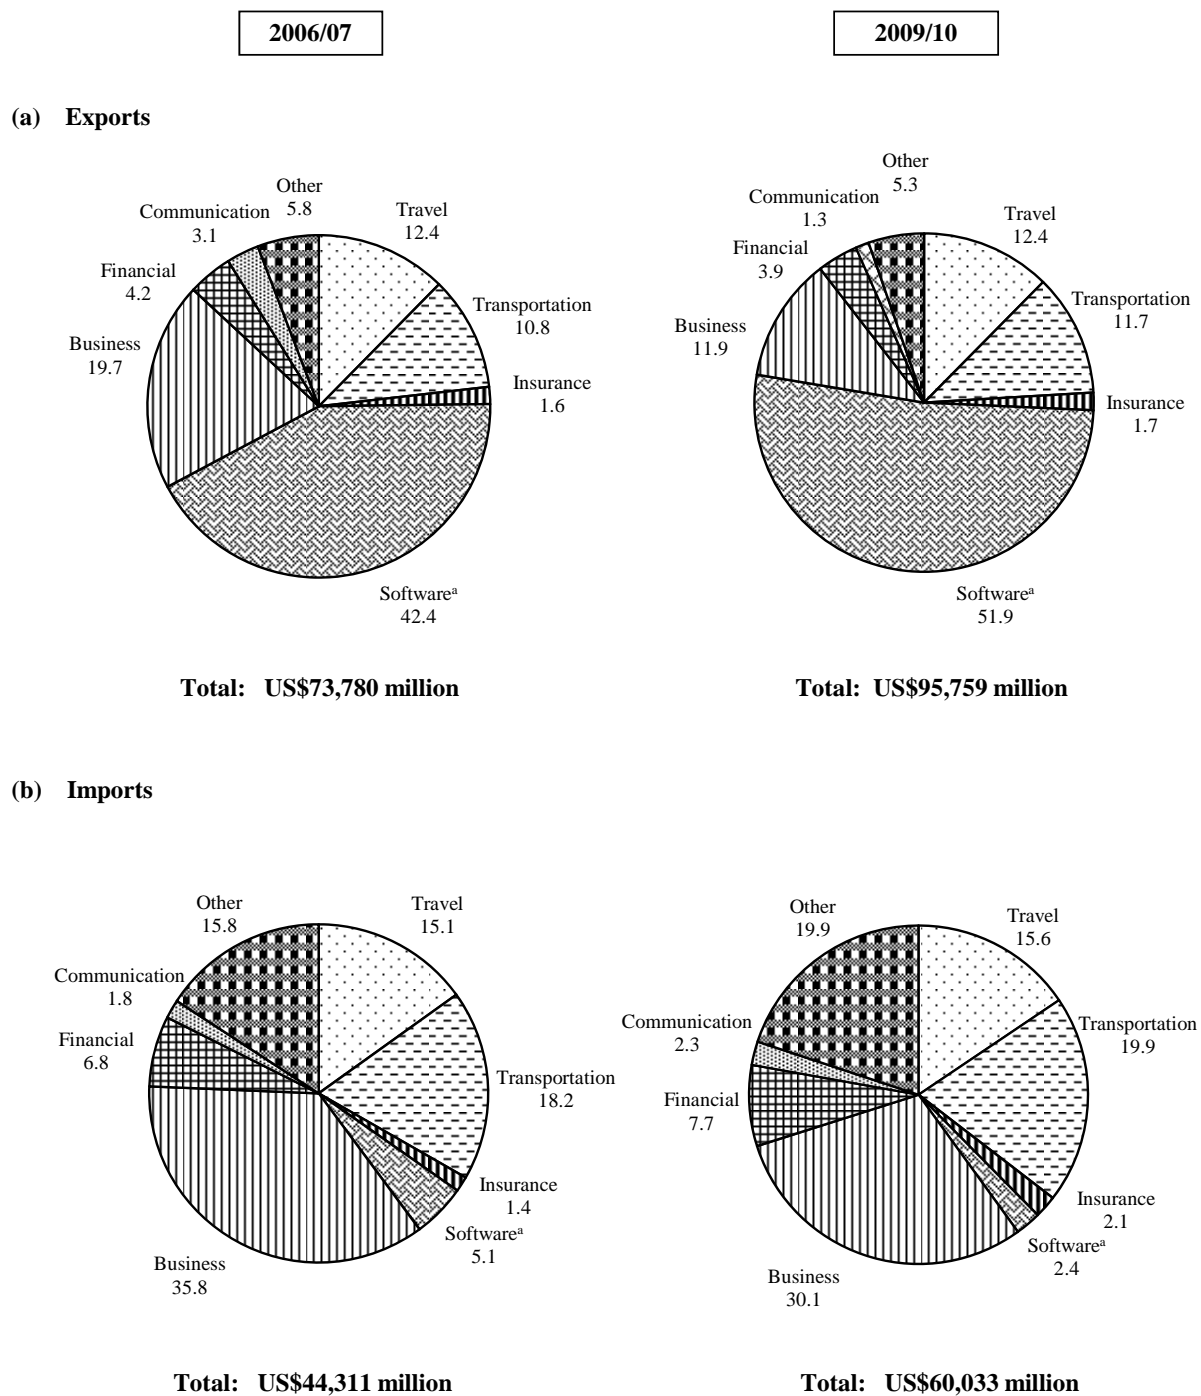 2006/07
2009/10
(a) Exports
Other
5.8
Travel
12.4
Communication
3.1
Financial
4.2
Transportation
10.8
Business
19.7
Insurance
1.6
Softwareᵃ
42.4
Total: US$73,780 million
Other
5.3
Communication
1.3
Travel
12.4
Financial
3.9
Transportation
11.7
Business
11.9
Insurance
1.7
Softwareᵃ
51.9
Total: US$95,759 million
(b) Imports
Other
15.8
Travel
15.1
Communication
1.8
Financial
6.8
Transportation
18.2
Insurance
1.4
Softwareᵃ
5.1
Business
35.8
Total: US$44,311 million
Other
19.9
Travel
15.6
Communication
2.3
Transportation
19.9
Financial
7.7
Insurance
2.1
Softwareᵃ
2.4
Business
30.1
Total: US$60,033 million